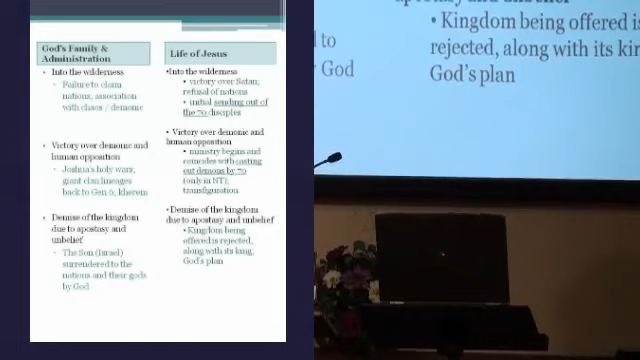 God's Family &
Administration
Into the wilderness
Failure to claim
nations, association
with chaos / demonic
Victory over demonic and
human opposition
Joshua's holy wars;
giant clan lineages
back to Gen 6; kherem
Demise of the kingdom
due to apostasy and
unbelief
The Son (Israel)
surrendered to the
nations and their gods
by God
Life of Jesus
•Into the wilderness
• victory over Satan;
refusal of nations
• initial sending out of
the 70 disciples
• Victory over demonic and
human opposition
• ministry begins and
coincides with casting
out demons by 70
(only in NT);
transfiguration
•Demise of the kingdom
due to apostasy and unbelief
•Kingdom being
offered is rejected,
along with its king,
God's plan
to
God
• Kingdom being offered is
rejected, along with its kin
God's plan